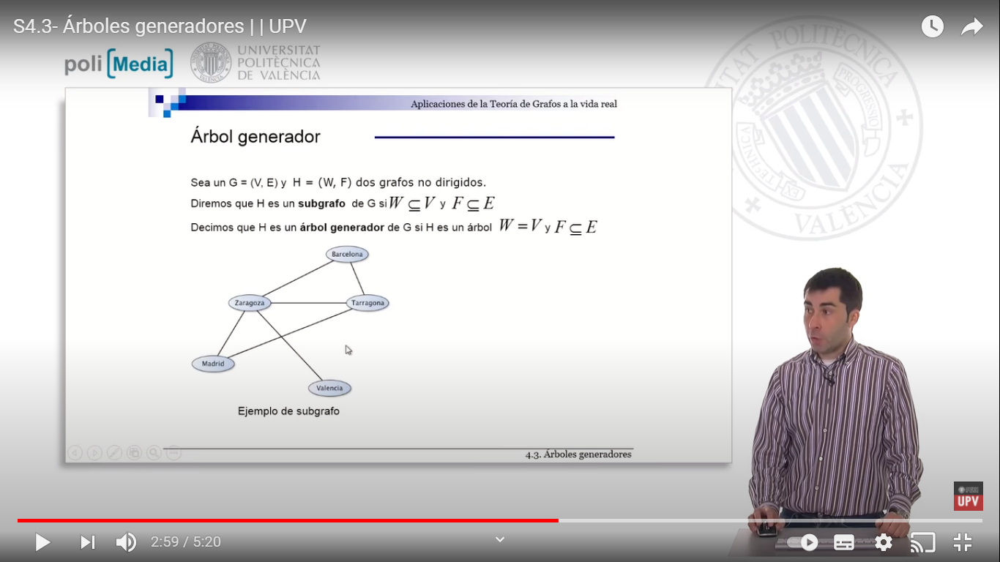 S4.3- Árboles generadores | | UPV
poli [Media]
UNIVERSITAT
POLITÈCNICA
DE VALÈNCIA
Aplicaciones de la Teoría de Grafos a la vida real
Árbol generador
Sea un G = (V, E) y H = (W, F) dos grafos no dirigidos.
Diremos que H es un subgrafo de G si W ⊆ V y F ⊆ E
Decimos que H es un árbol generador de G si H es un árbol W = V y F ⊆ E
Barcelona
Zaragoza
Tarragona
Madrid
Valencia
Ejemplo de subgrafo
4.3. Árboles generadores
POLITÈCNICA
VALÈNCIA
PROGRESSIO
UPV
2:59 / 5:20